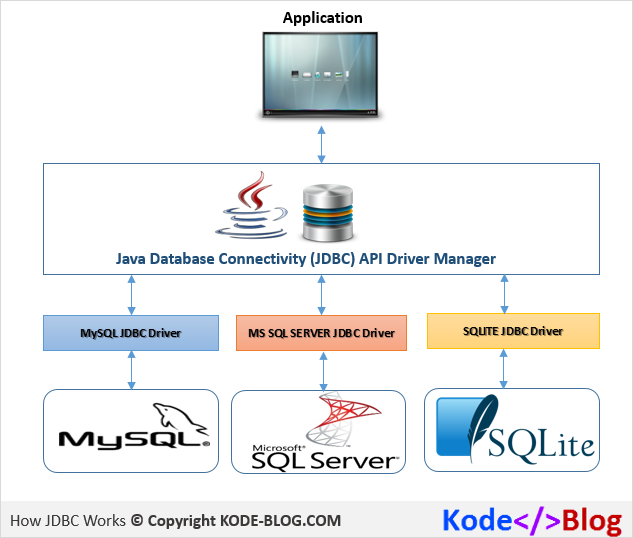 Application
Java Database Connectivity (JDBC) API Driver Manager
MySQL JDBC Driver
MS SQL SERVER JDBC Driver
SQLITE JDBC Driver
MySQL®
Microsoft®
SQL Server®
SQLite
How JDBC Works © Copyright KODE-BLOG.COM
Kode</>Blog